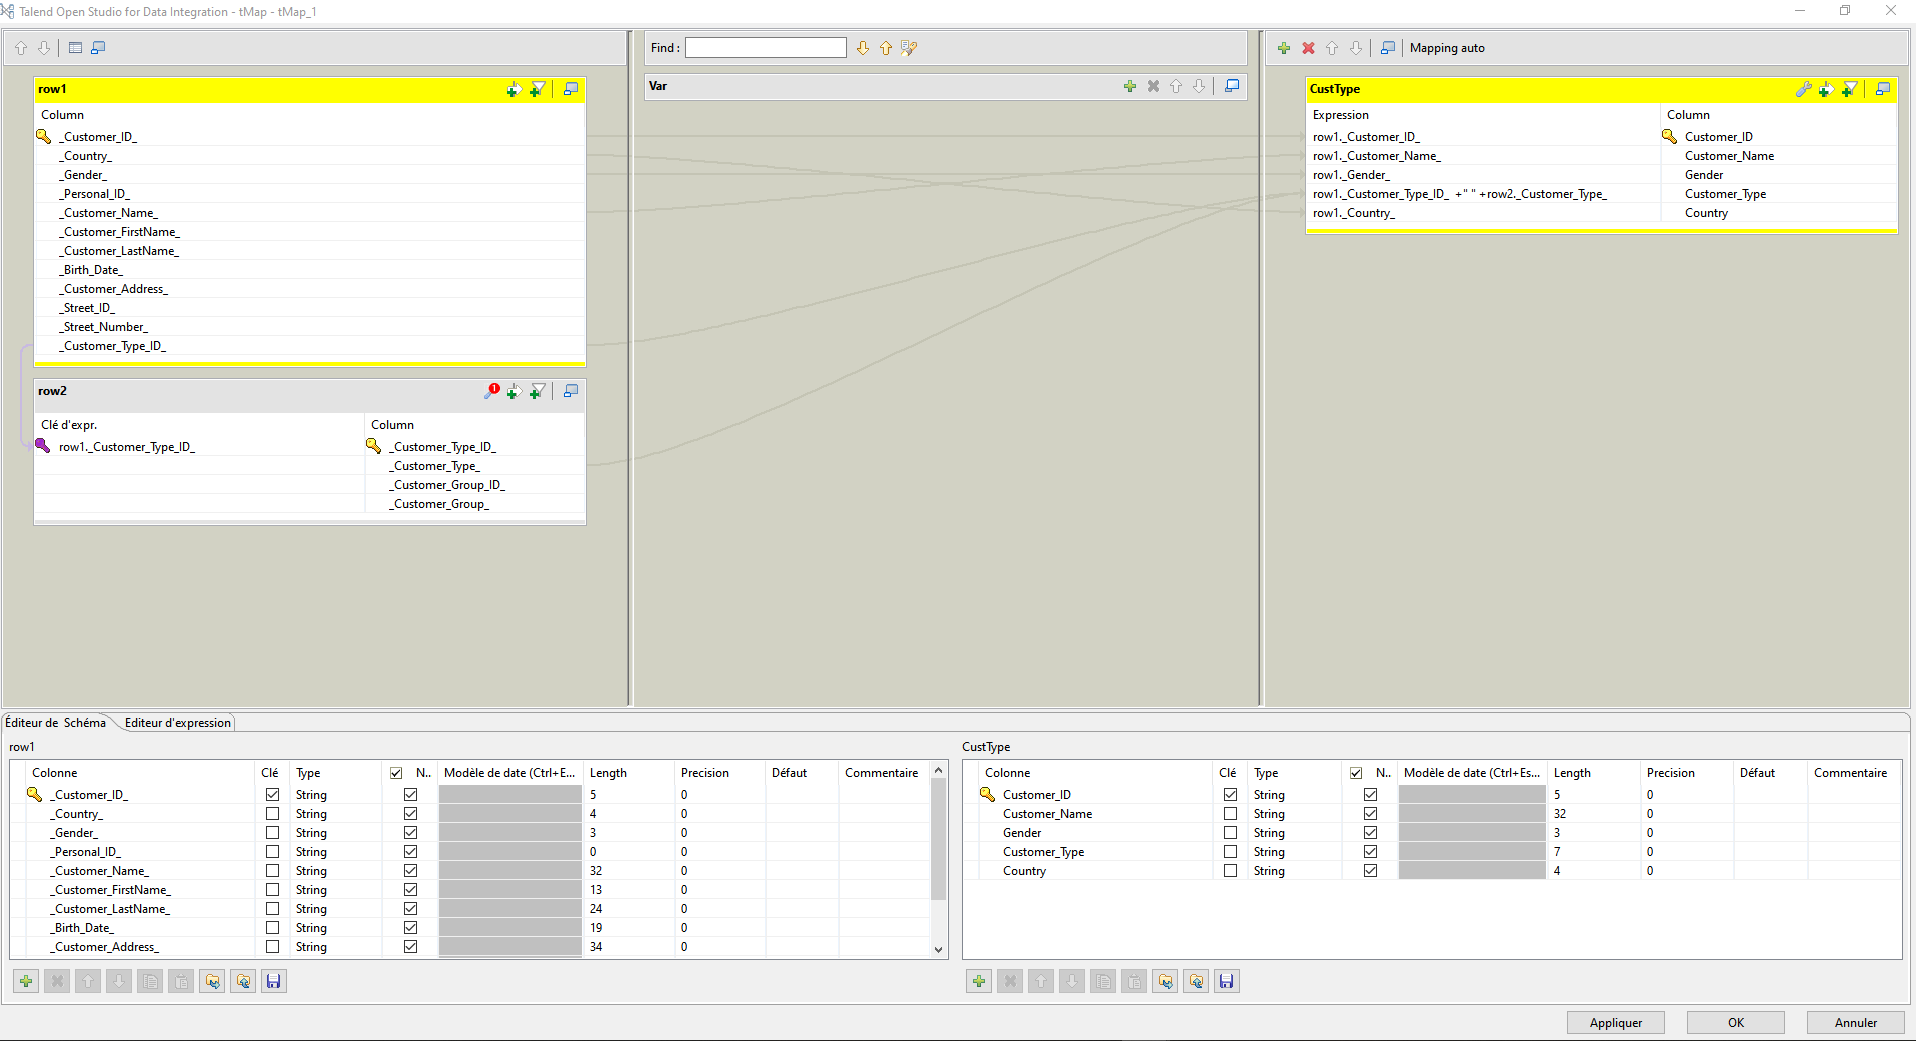 Talend Open Studio for Data Integration - tMap - tMap_1
Find :
Mapping auto
row1
Column
_Customer_ID_
_Country_
_Gender_
_Personal_ID_
_Customer_Name_
_Customer_FirstName_
_Customer_LastName_
_Birth_Date_
_Customer_Address_
_Street_ID_
_Street_Number_
_Customer_Type_ID_
row2
Clé d'expr. Column
row1._Customer_Type_ID_ _Customer_Type_ID_
_Customer_Type_
_Customer_Group_ID_
_Customer_Group_
Var
CustType
Expression Column
row1._Customer_ID_ Customer_ID
row1._Customer_Name_ Customer_Name
row1._Gender_ Gender
row1._Customer_Type_ID_ +" " +row2._Customer_Type_ Customer_Type
row1._Country_ Country
Éditeur de Schéma Editeur d'expression
row1
Colonne Clé Type N.. Modèle de date (Ctrl+E... Length Precision Défaut Commentaire
_Customer_ID_ String 5 0
_Country_ String 4 0
_Gender_ String 3 0
_Personal_ID_ String 0 0
_Customer_Name_ String 32 0
_Customer_FirstName_ String 13 0
_Customer_LastName_ String 24 0
_Birth_Date_ String 19 0
_Customer_Address_ String 34 0
CustType
Colonne Clé Type N.. Modèle de date (Ctrl+Es... Length Precision Défaut Commentaire
Customer_ID String 5 0
Customer_Name String 32 0
Gender String 3 0
Customer_Type String 7 0
Country String 4 0
Appliquer OK Annuler